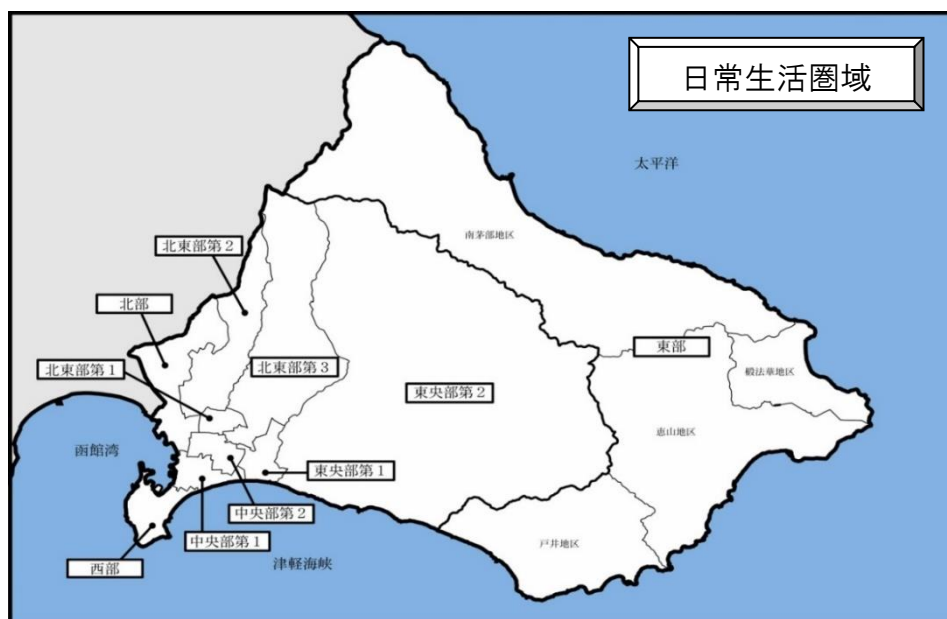 日常生活圏域
太平洋
南茅部地区
北東部第２
北部
北東部第１
北東部第３
東部
椴法華地区
東央部第２
恵山地区
函館湾
東央部第１
中央部第２
中央部第１
戸井地区
西部
津軽海峡